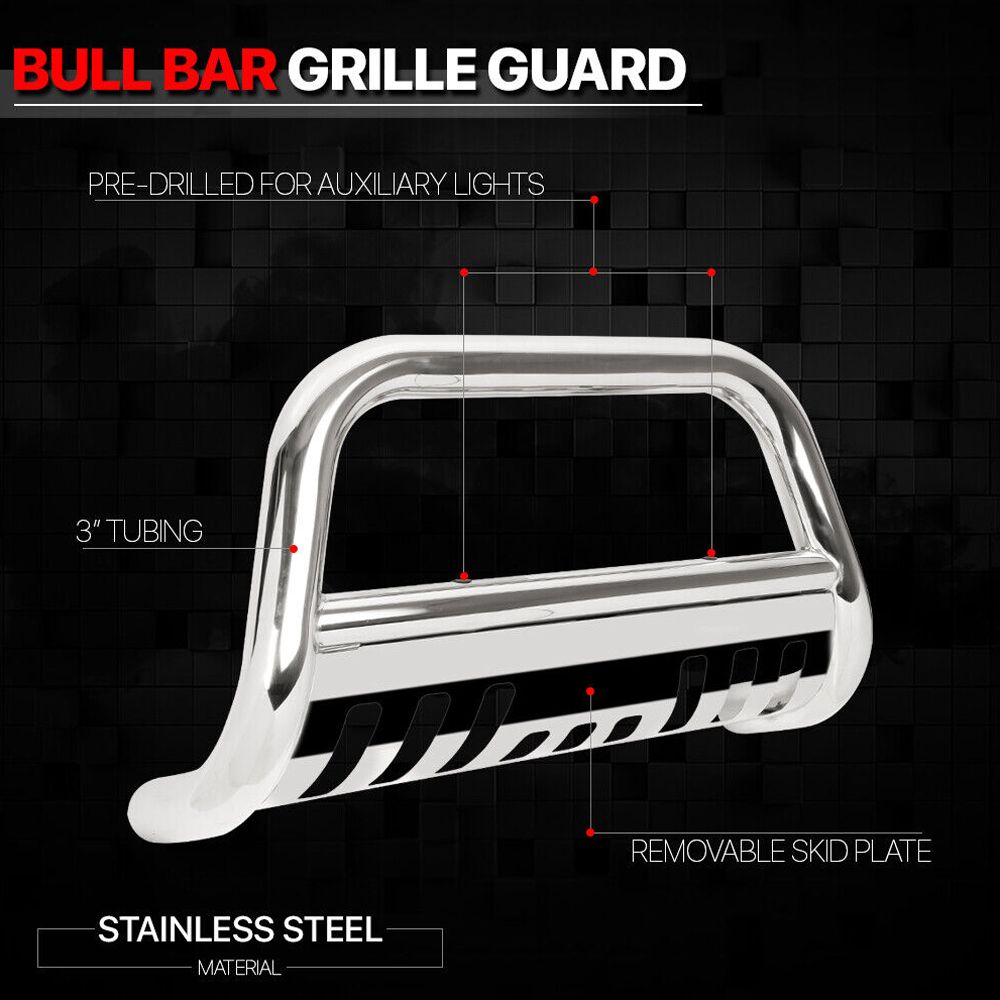 BULL BAR GRILLE GUARD
PRE-DRILLED FOR AUXILIARY LIGHTS
3" TUBING
REMOVABLE SKID PLATE
STAINLESS STEEL
MATERIAL